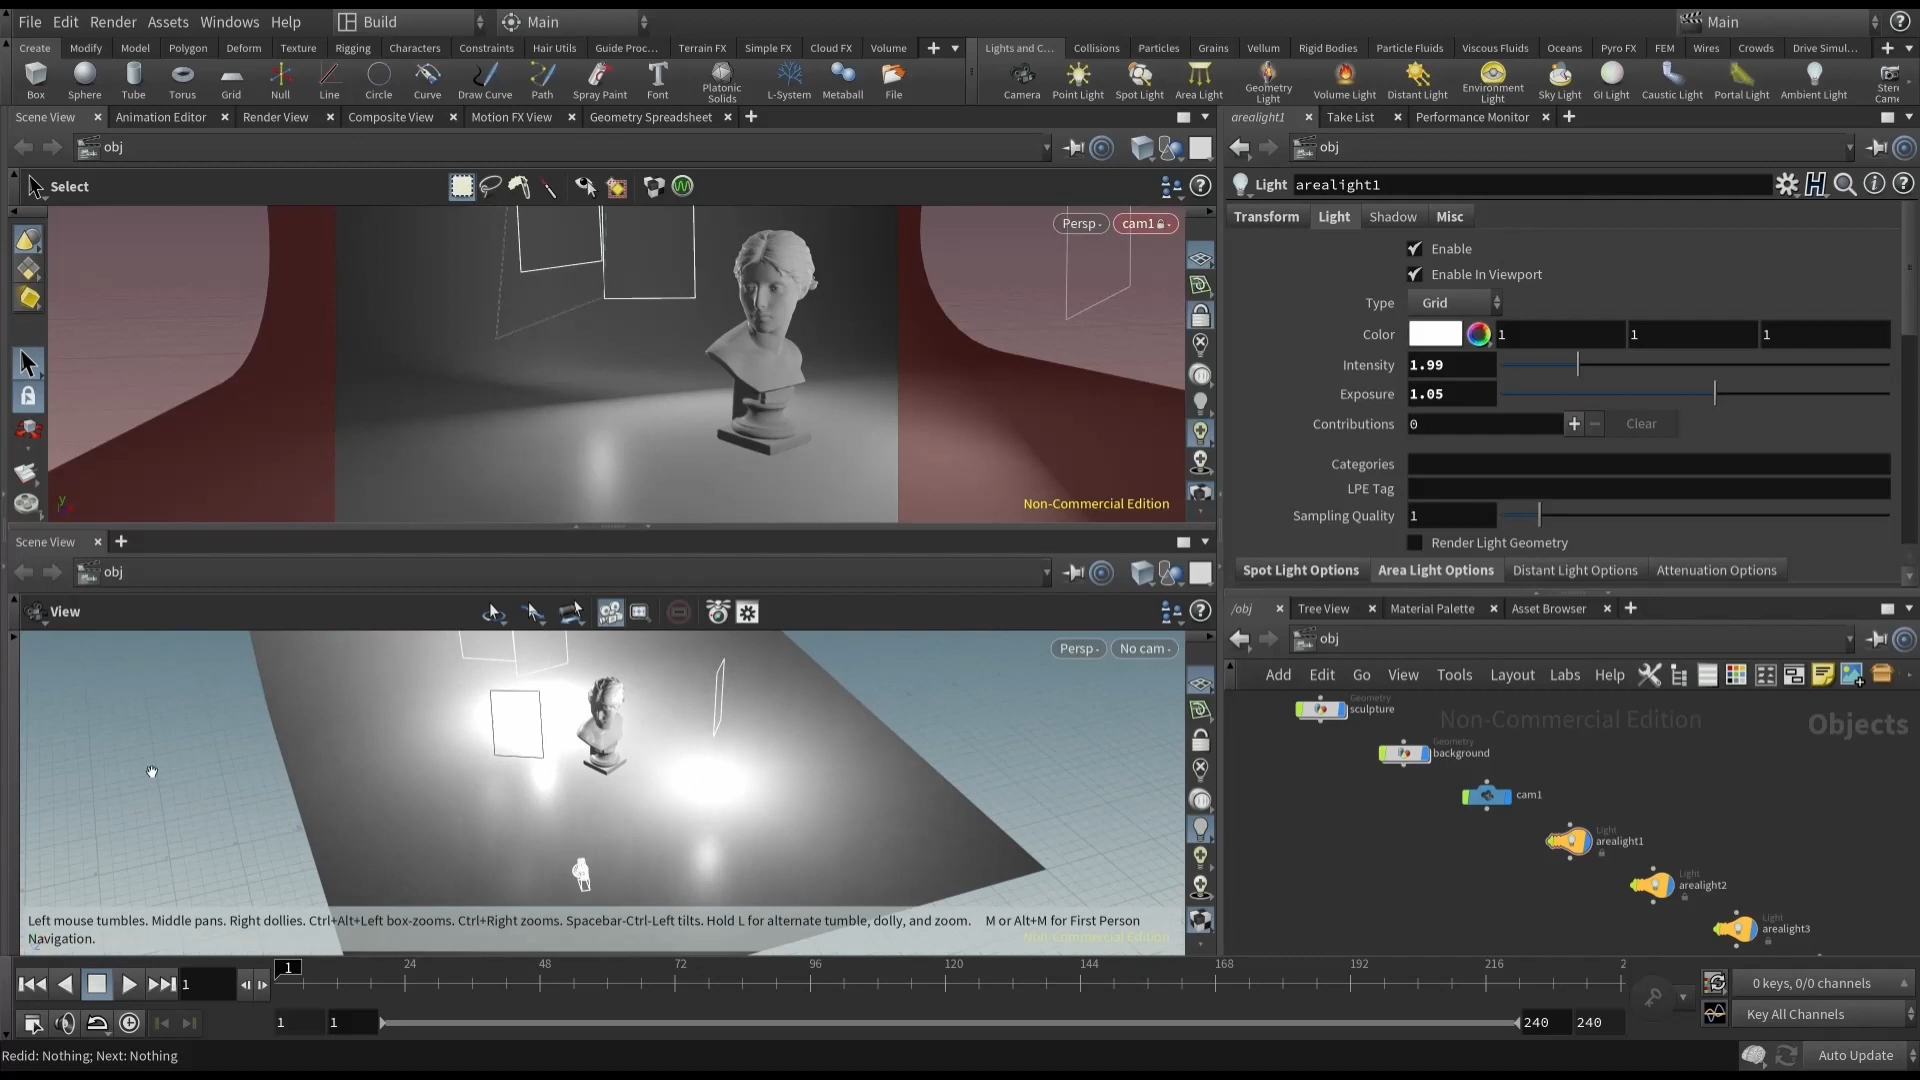 File Edit Render Assets Windows Help Build Main Main
Create Modify Model Polygon Deform Texture Rigging Characters Constraints Hair Utils Guide Proc... Terrain FX Simple FX Cloud FX Volume
Lights and C... Collisions Particles Grains Vellum Rigid Bodies Particle Fluids Viscous Fluids Oceans Pyro FX FEM Wires Crowds Drive Simul...
Box Sphere Tube Torus Grid Null Line Circle Curve Draw Curve Path Spray Paint Font Platonic Solids L-System Metaball File
Camera Point Light Spot Light Area Light Geometry Light Volume Light Distant Light Environment Light Sky Light GI Light Caustic Light Portal Light Ambient Light
Scene View Animation Editor Render View Composite View Motion FX View Geometry Spreadsheet
arealight1 Take List Performance Monitor
obj
obj
Select
Light arealight1
Transform Light Shadow Misc
Persp cam1
Enable
Enable In Viewport
Type Grid
Color 1 1 1
Intensity 1.99
Exposure 1.05
Contributions 0 Clear
Categories
LPE Tag
Sampling Quality 1
Render Light Geometry
Spot Light Options Area Light Options Distant Light Options Attenuation Options
y
Non-Commercial Edition
Scene View
obj
View
Persp No cam
/obj Tree View Material Palette Asset Browser
obj
Add Edit Go View Tools Layout Labs Help
Non-Commercial Edition
Objects
Geometry
sculpture
Geometry
background
cam1
Light
arealight1
Light
arealight2
Light
arealight3
Left mouse tumbles. Middle pans. Right dollies. Ctrl+Alt+Left box-zooms. Ctrl+Right zooms. Spacebar-Ctrl-Left tilts. Hold L for alternate tumble, dolly, and zoom. M or Alt+M for First Person
Navigation.
Non-Commercial Edition
1 1 24 48 72 96 120 144 168 192 216 2
0 keys, 0/0 channels
1 1 240 240
Key All Channels
Redid: Nothing; Next: Nothing
Auto Update